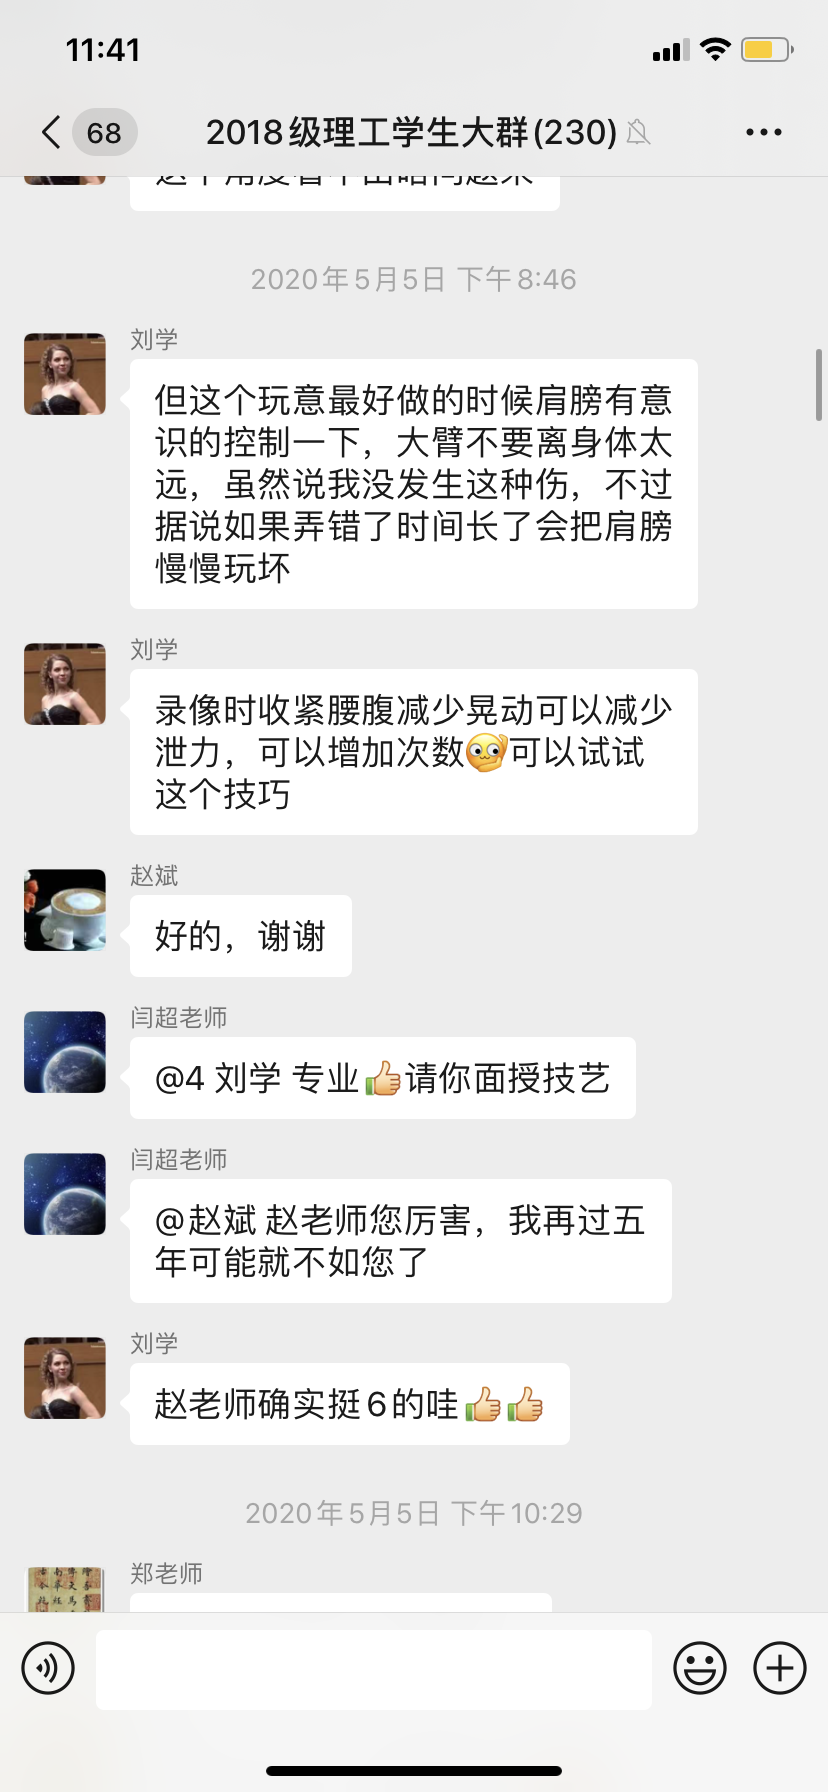 11:41
68
2018级理工学生大群(230)
2020年5月5日 下午8:46
刘学
但这个玩意最好做的时候肩膀有意
识的控制一下，大臂不要离身体太
远，虽然说我没发生这种伤，不过
据说如果弄错了时间长了会把肩膀
慢慢玩坏
刘学
录像时收紧腰腹减少晃动可以减少
泄力，可以增加次数可以试试
这个技巧
赵斌
好的，谢谢
闫超老师
@4 刘学 专业👍请你面授技艺
闫超老师
@赵斌 赵老师您厉害，我再过五
年可能就不如您了
刘学
赵老师确实挺6的哇👍👍
2020年5月5日 下午10:29
郑老师